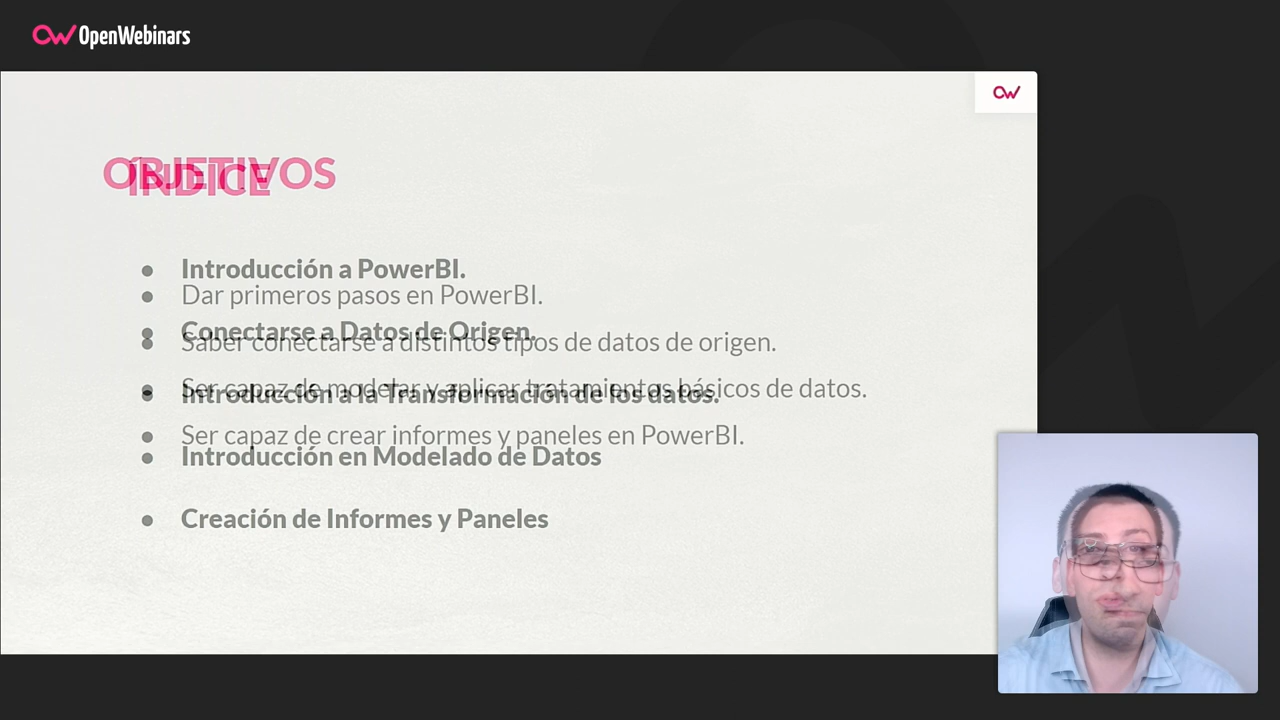 OpenWebinars
OBJETIVOS
ÍNDICE
Introducción a PowerBI.
Dar primeros pasos en PowerBI.
Conectarse a Datos de Origen.
Saber conectarse a distintos tipos de datos de origen.
Ser capaz de modelar y aplicar tratamientos básicos de datos.
Introducción a la Transformación de los datos.
Ser capaz de crear informes y paneles en PowerBI.
Introducción en Modelado de Datos
Creación de Informes y Paneles